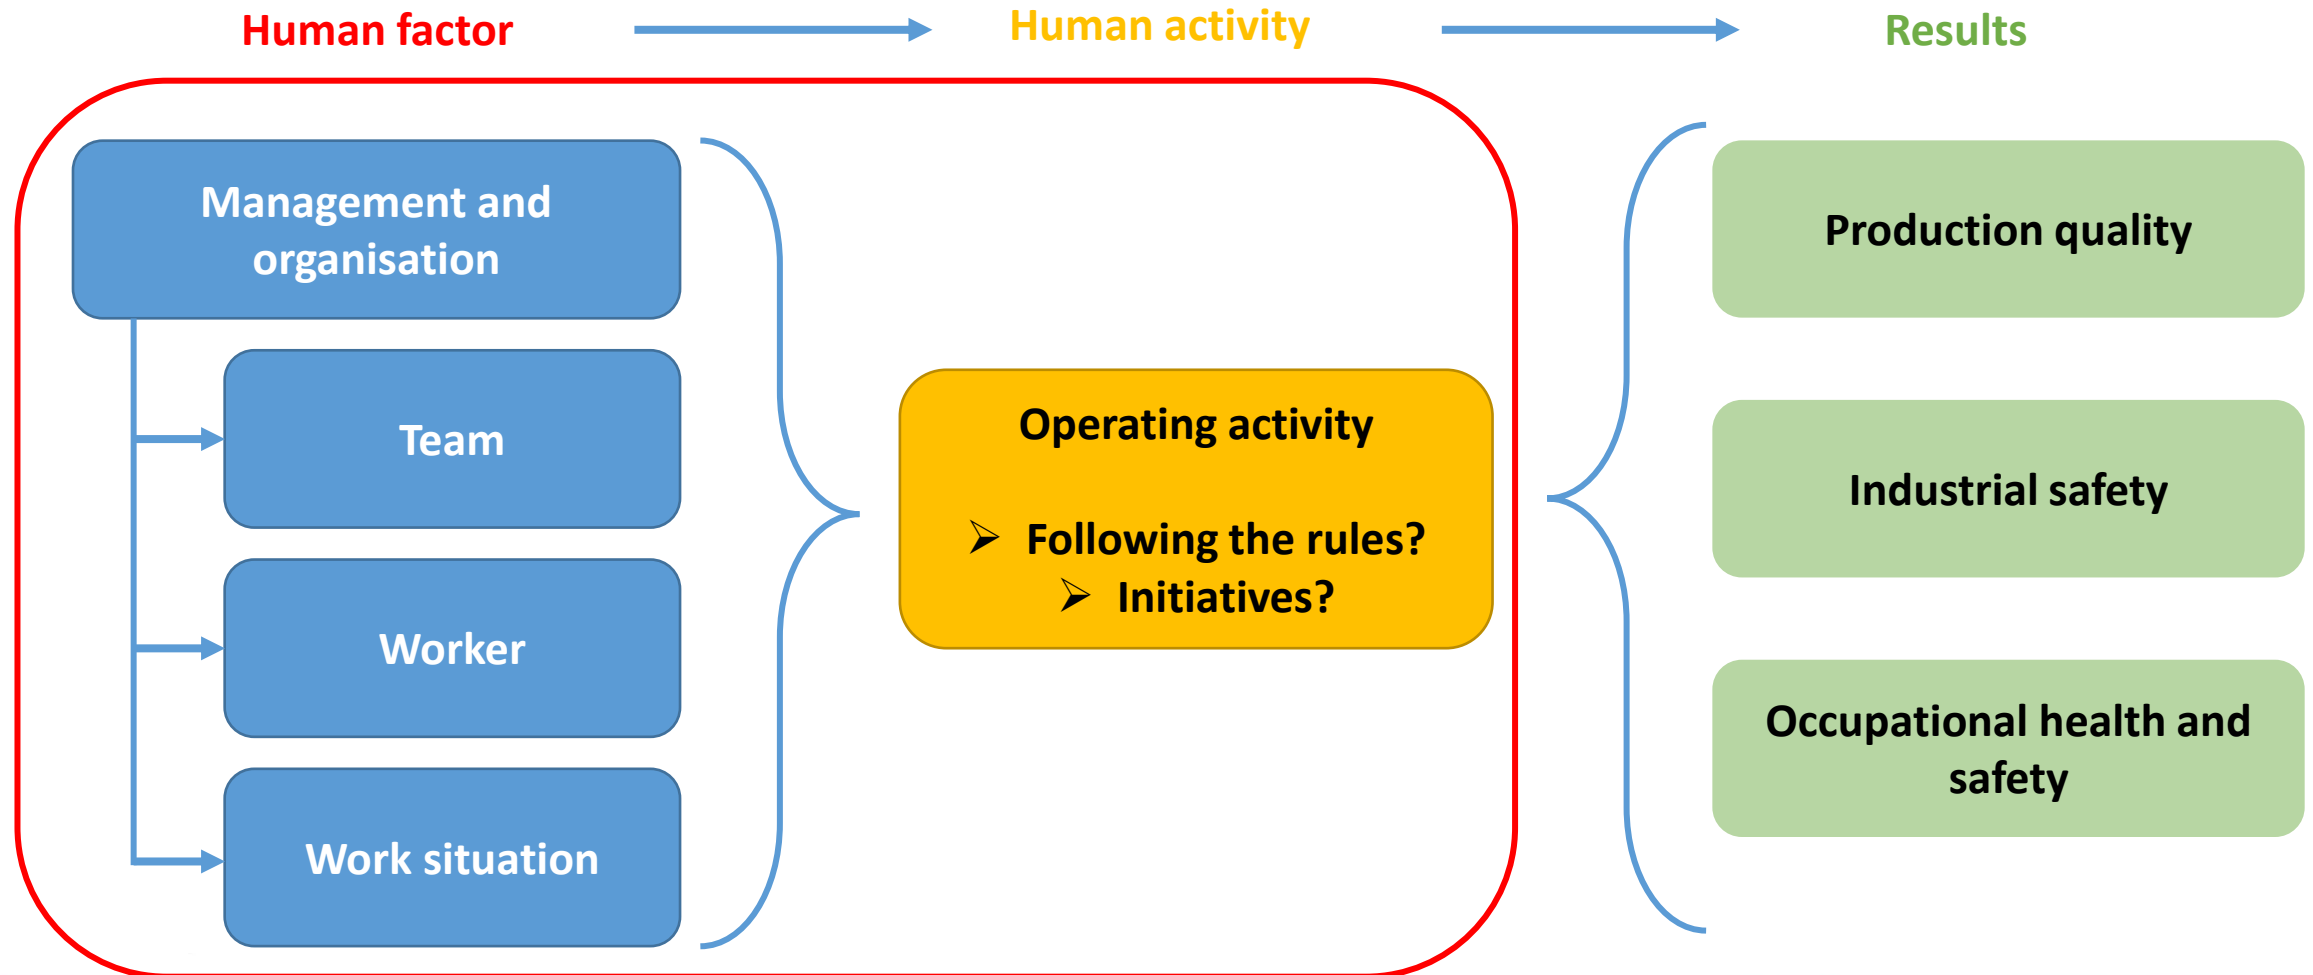 Human factor
Human activity
Results
Management and
organisation
Team
Worker
Work situation
Operating activity
➢ Following the rules?
➢ Initiatives?
Production quality
Industrial safety
Occupational health and
safety